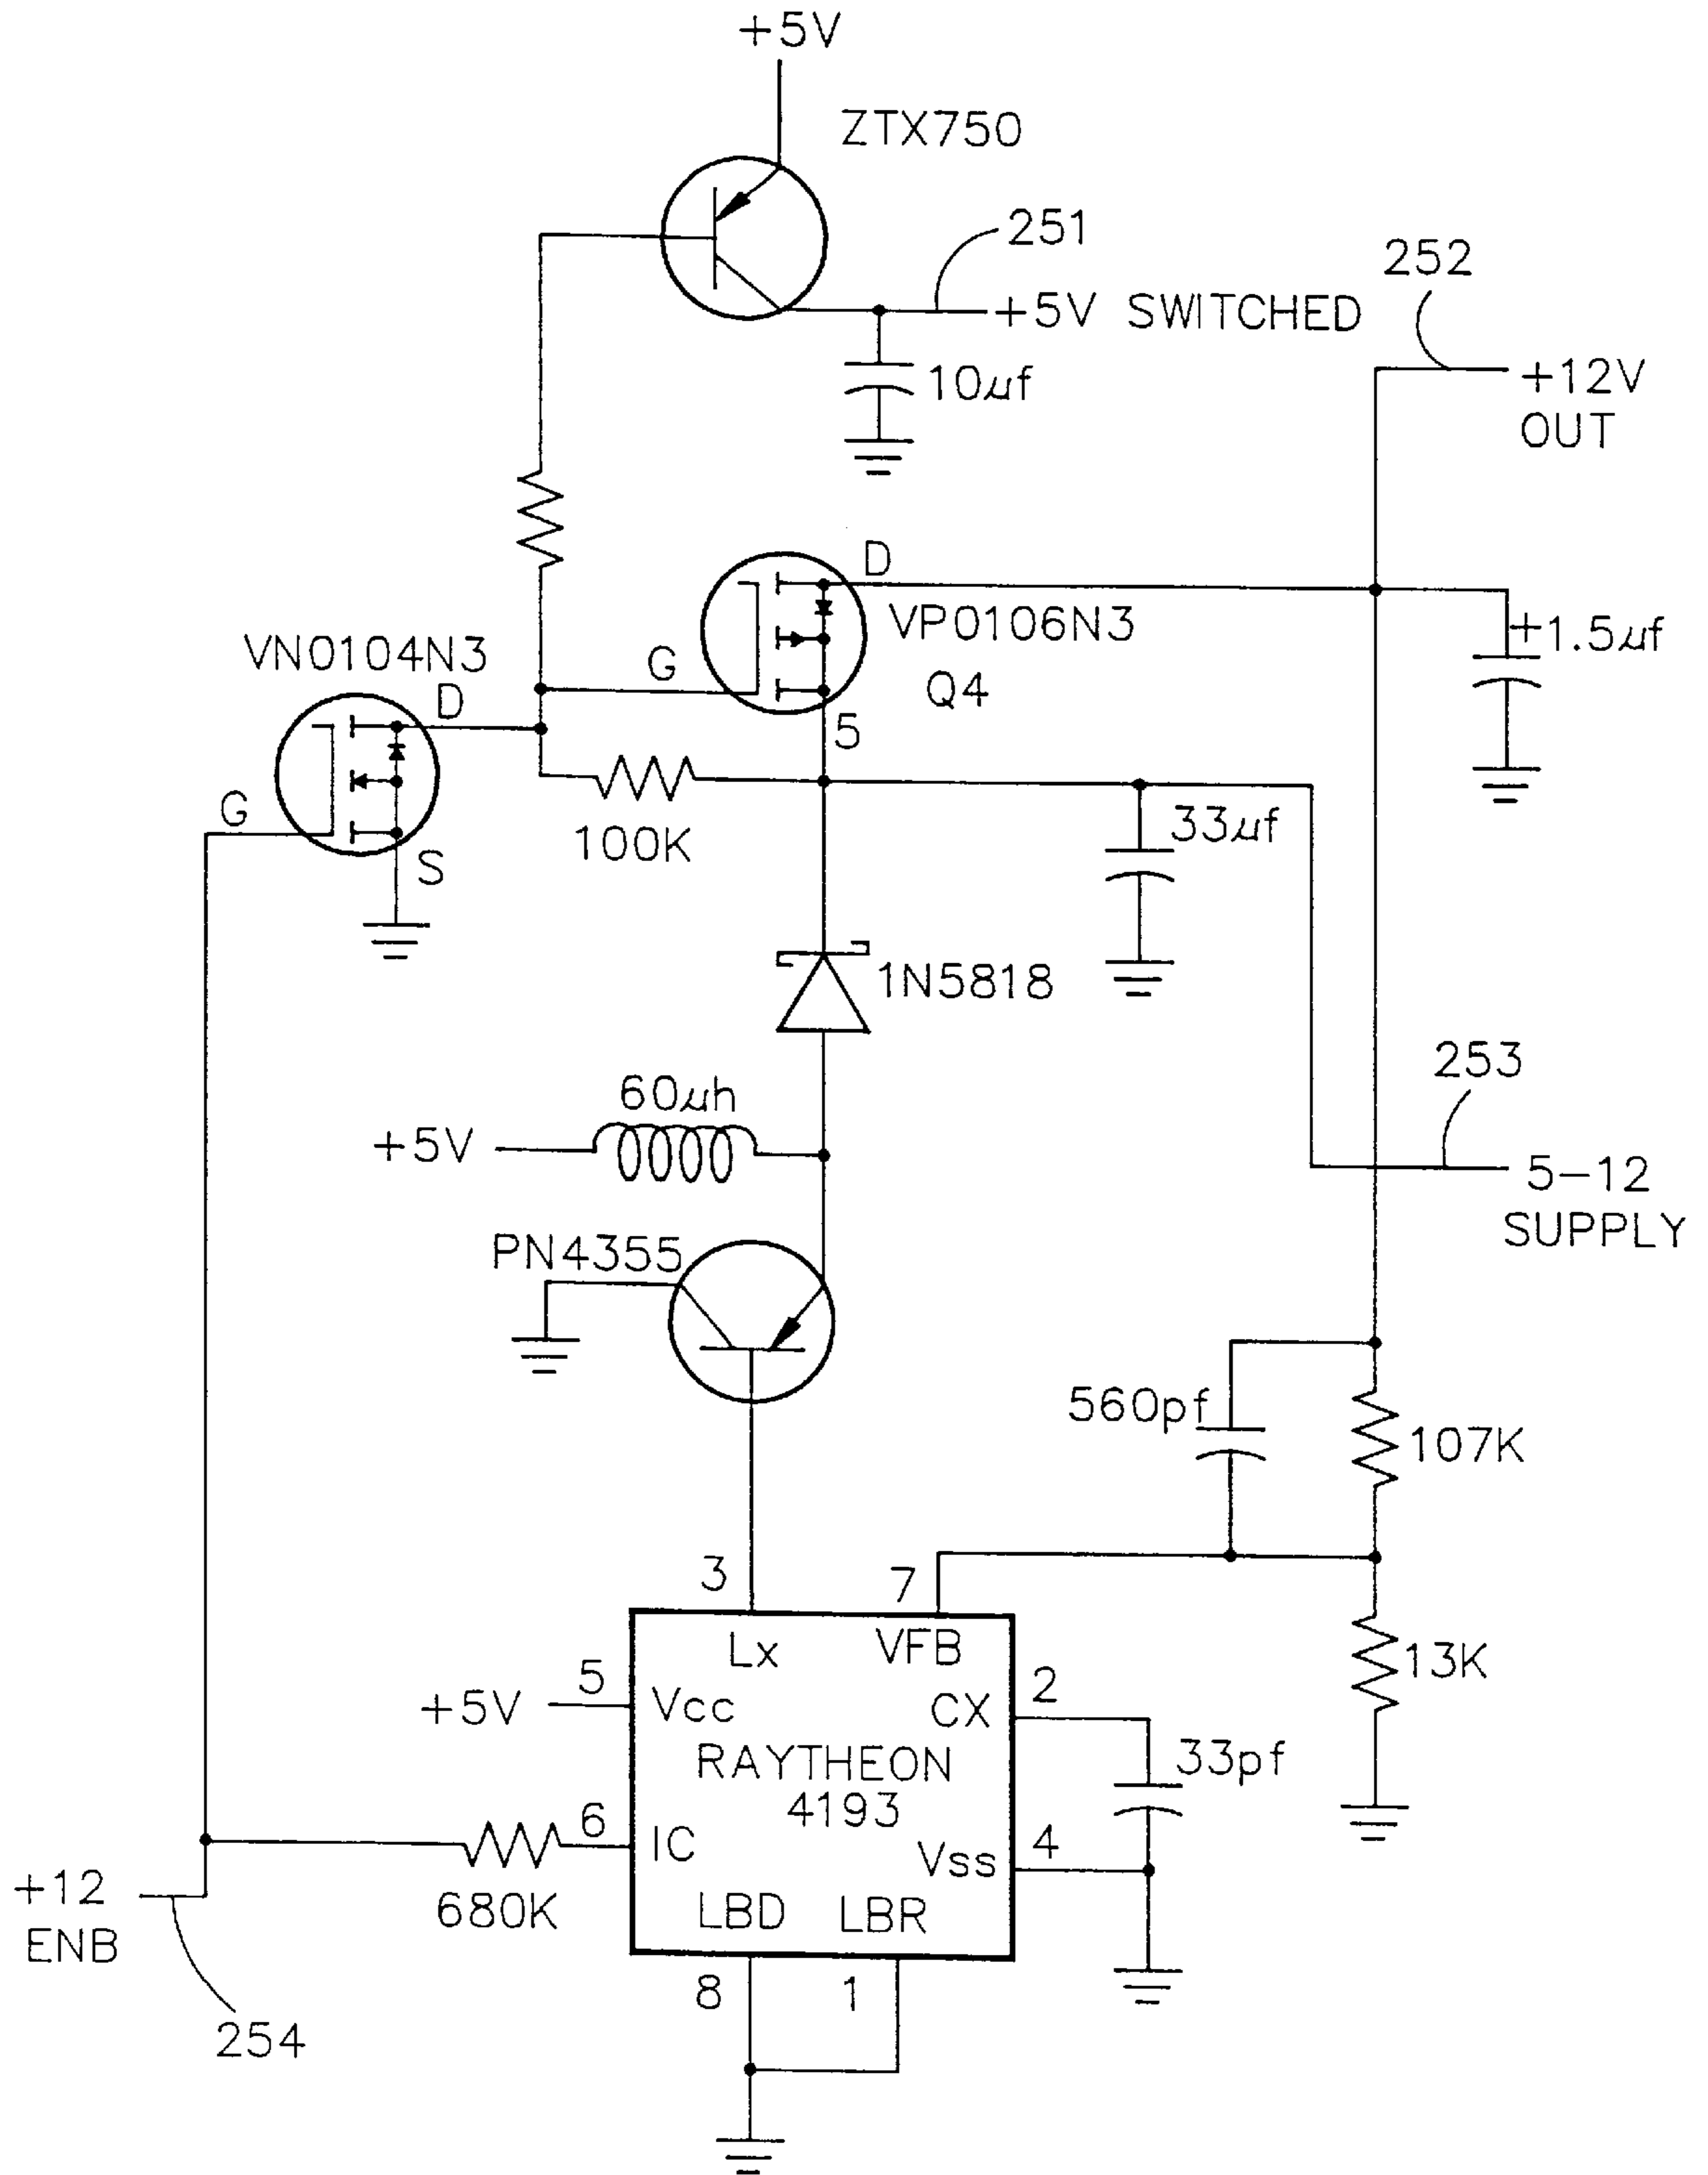 +5V
ZTX750
251
+5V SWITCHED
252
10µf
+12V
OUT
D
VP0106N3
Q4
+1.5µf
VN0104N3
D
G
5
33µf
G
100K
S
1N5818
253
60µh
+5V
5-12
SUPPLY
PN4355
560pf
107K
3
7
Lx
VFB
13K
5
2
+5V
Vcc
CX
RAYTHEON
4193
33pf
6
4
IC
Vss
+12
ENB
680K
LBD
LBR
8
1
254